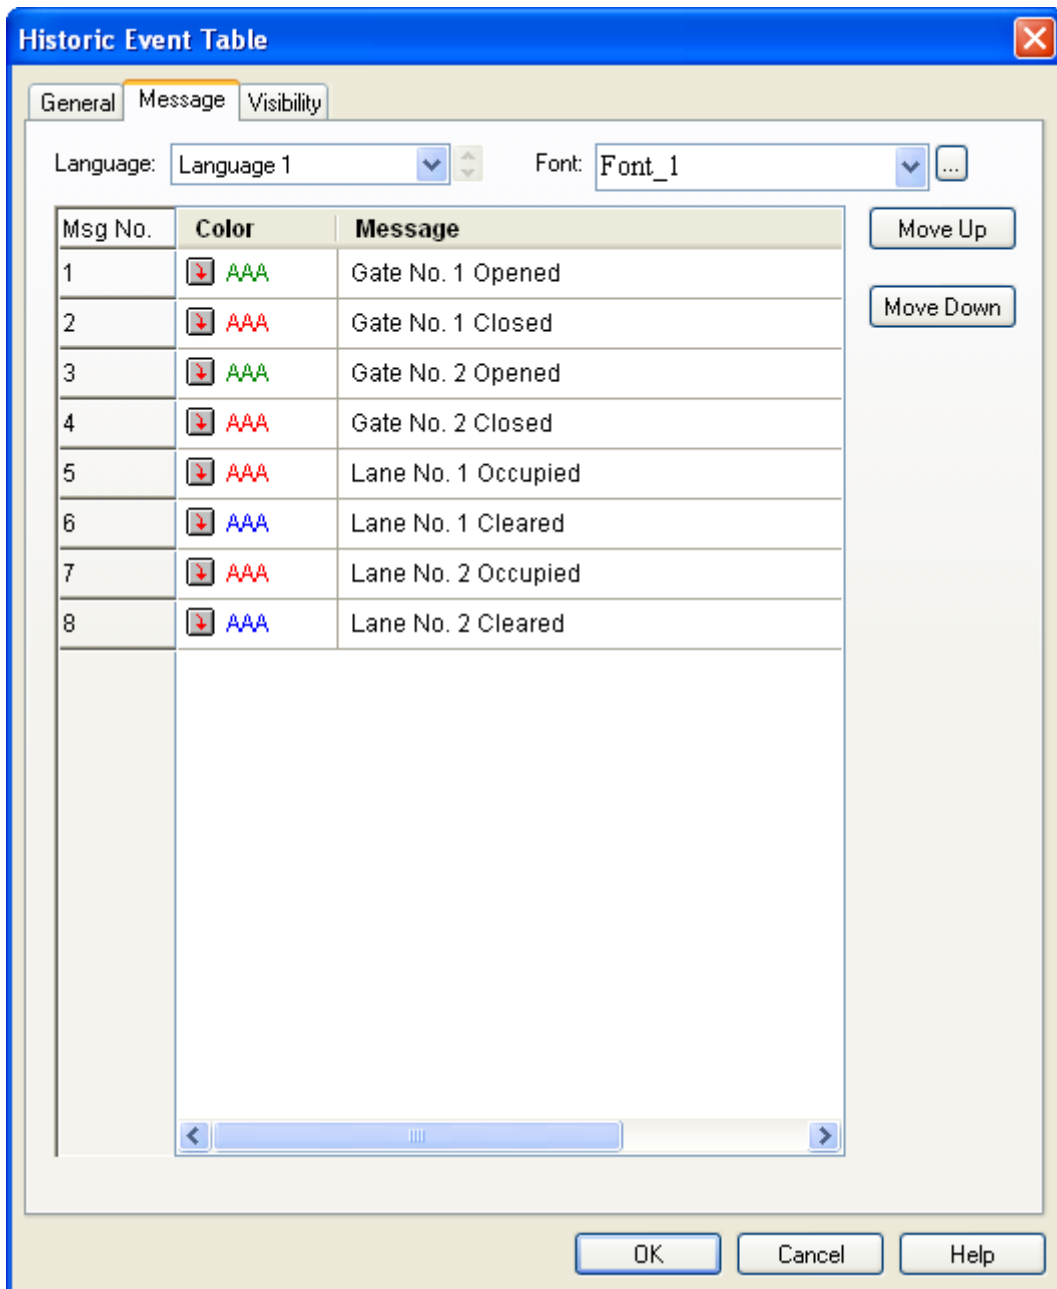 Historic Event Table
General Message Visibility
Language: Language 1 Font: Font_1 ...
Msg No. Color Message Move Up
1 AAA Gate No. 1 Opened
Move Down
2 AAA Gate No. 1 Closed
3 AAA Gate No. 2 Opened
4 AAA Gate No. 2 Closed
5 AAA Lane No. 1 Occupied
6 AAA Lane No. 1 Cleared
7 AAA Lane No. 2 Occupied
8 AAA Lane No. 2 Cleared
OK Cancel Help